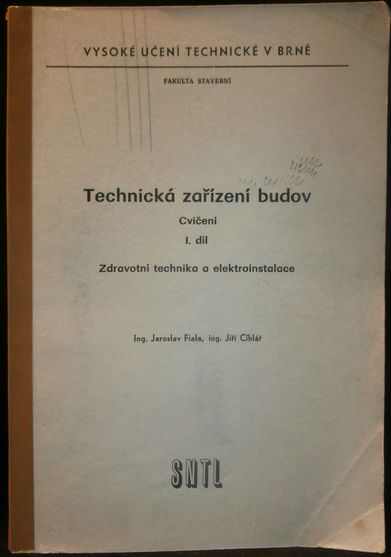 VYSOKÉ UČENÍ TECHNICKÉ V BRNĚ
FAKULTA STAVEBNÍ
Technická zařízení budov
Cvičení
I. díl
Zdravotní technika a elektroinstalace
Ing. Jaroslav Fiala, ing. Jiří Cihlář
SNTL